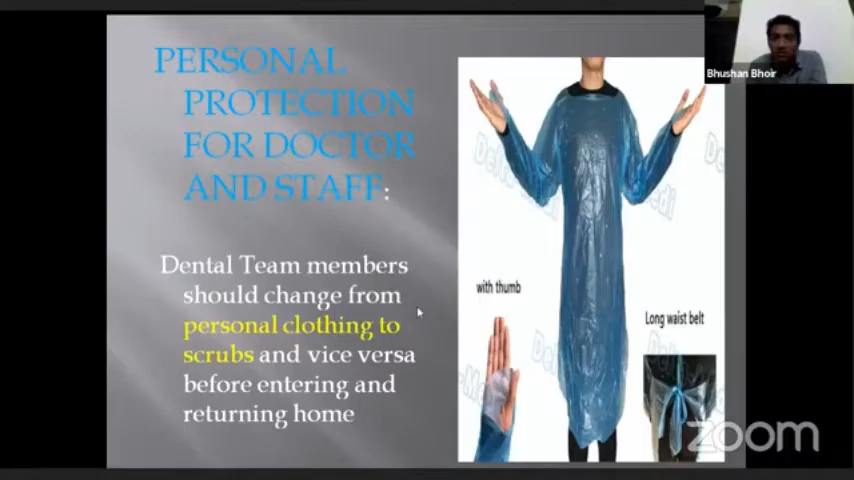 PERSONAL
PROTECTION
FOR DOCTOR
AND STAFF:
Dental Team members
should change from
personal clothing to
scrubs and vice versa
before entering and
returning home
with thumb
Long waist belt
Bhushan Bhoir
zoom